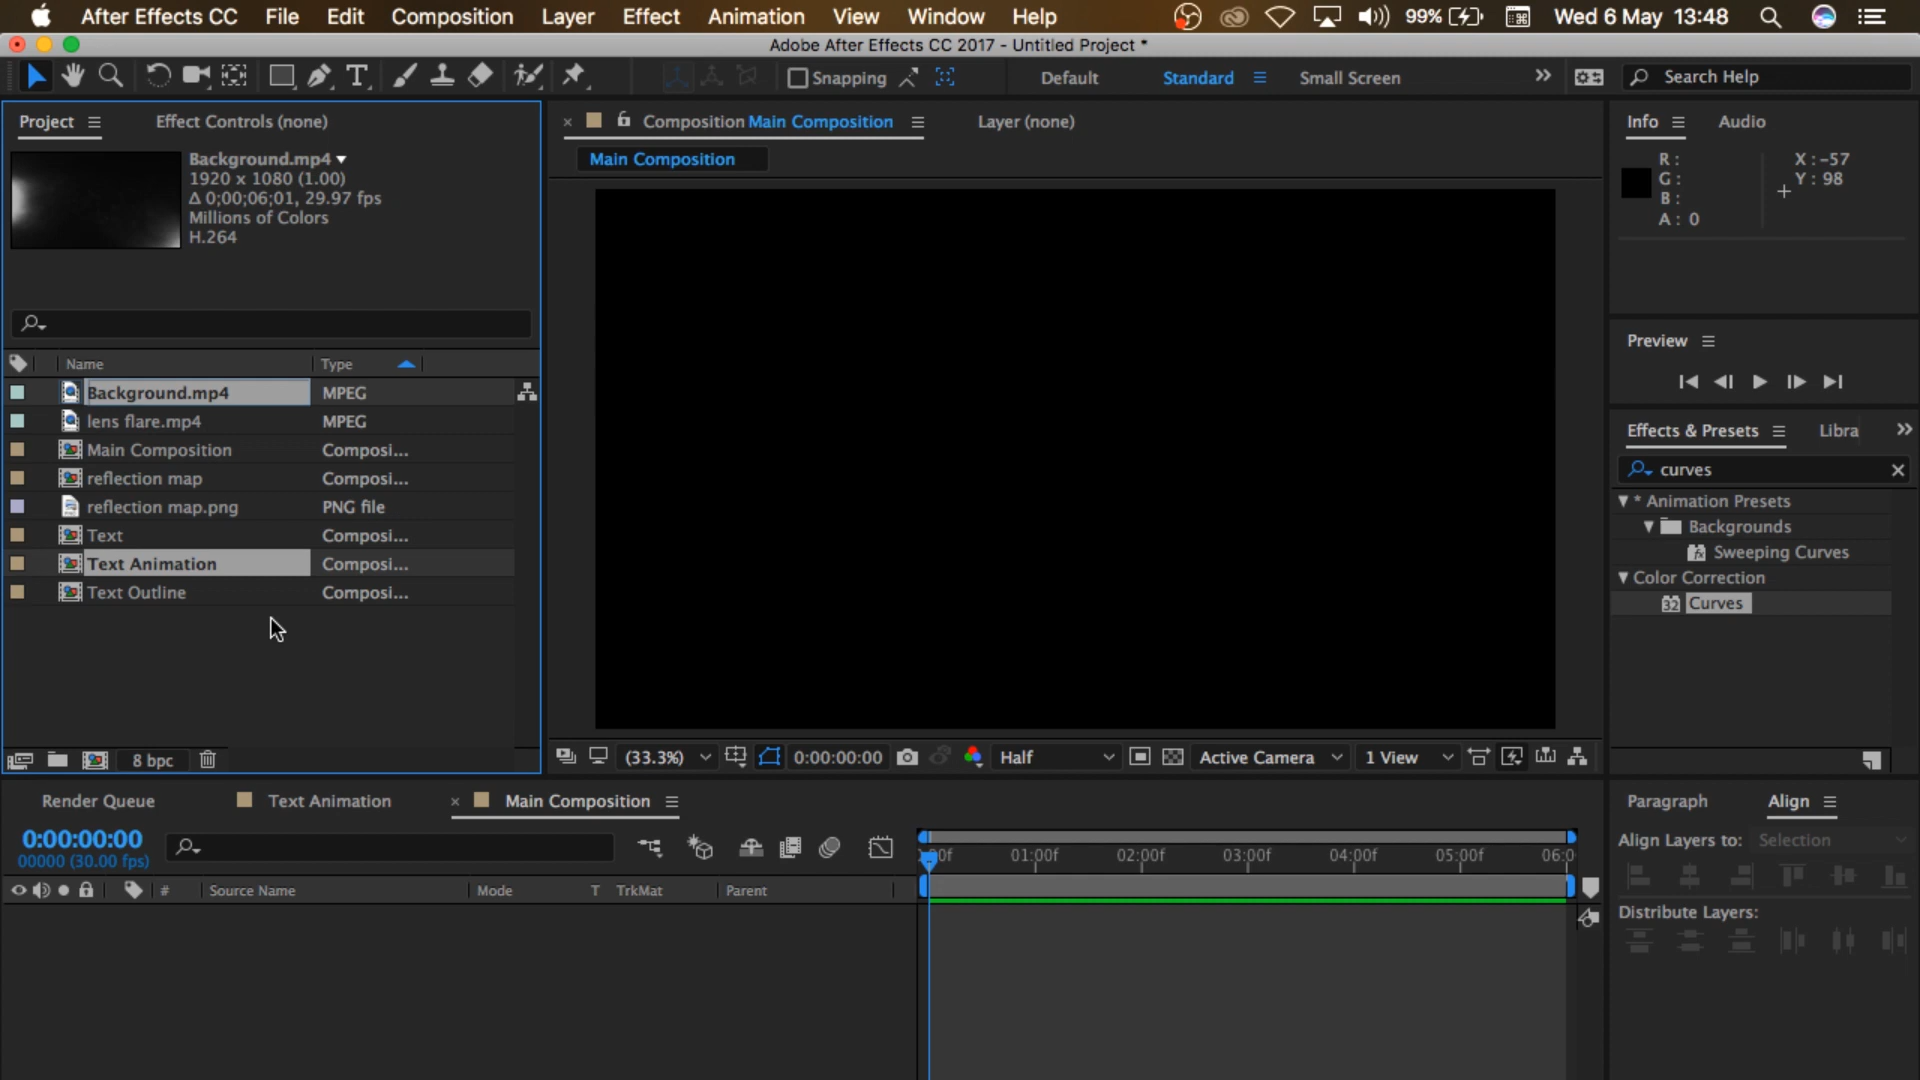 After Effects CC File Edit Composition Layer Effect Animation View Window Help 99% Wed 6 May 13:48
Adobe After Effects CC 2017 - Untitled Project *
Snapping Default Standard Small Screen Search Help
Project Effect Controls (none)
Background.mp4
1920 x 1080 (1.00)
Δ 0;00;06;01, 29.97 fps
Millions of Colors
H.264
Name Type
Background.mp4 MPEG
lens flare.mp4 MPEG
Main Composition Composi...
reflection map Composi...
reflection map.png PNG file
Text Composi...
Text Animation Composi...
Text Outline Composi...
8 bpc
Composition Main Composition Layer (none)
Main Composition
(33.3%) 0:00:00:00 Half Active Camera 1 View
Info Audio
R:
G:
B:
A: 0
X: -57
Y: 98
Preview
Effects & Presets Libra
curves
* Animation Presets
Backgrounds
Sweeping Curves
Color Correction
32 Curves
Render Queue Text Animation Main Composition
0:00:00:00
00000 (30.00 fps)
# Source Name Mode T TrkMat Parent
:00f 01:00f 02:00f 03:00f 04:00f 05:00f 06:0
Paragraph Align
Align Layers to: Selection
Distribute Layers: